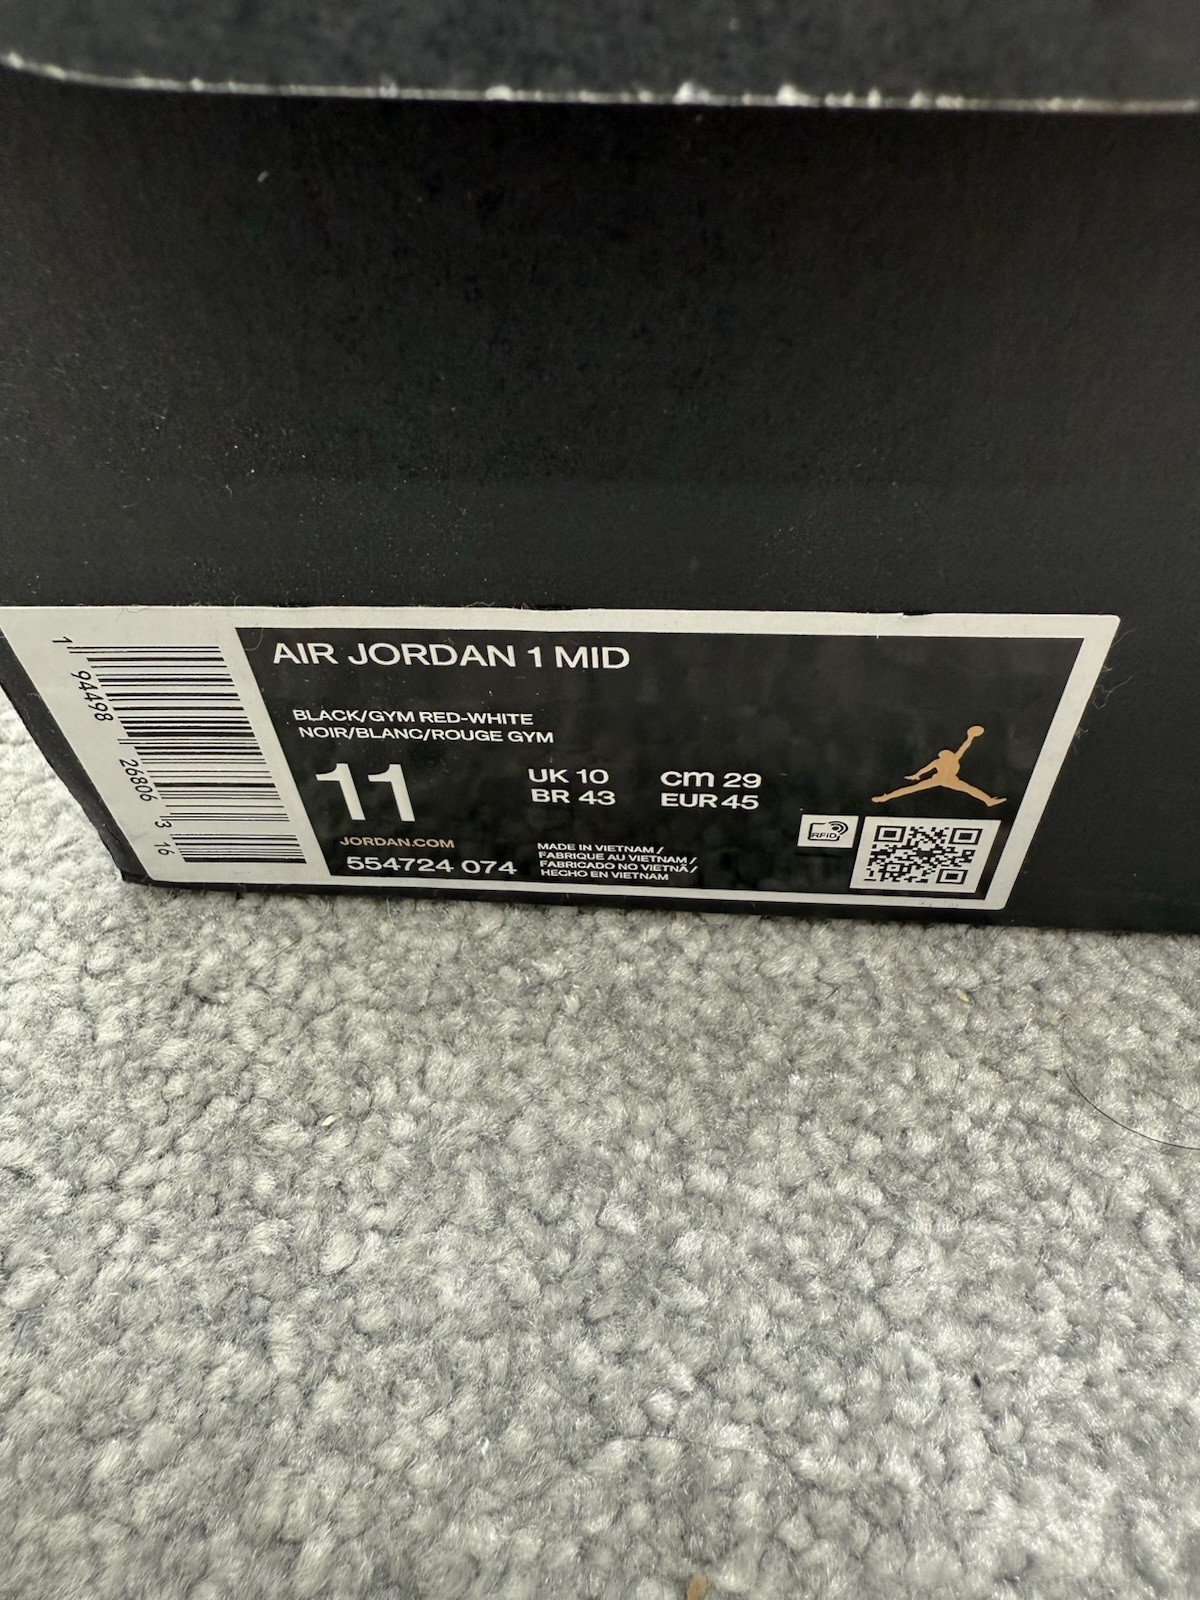 AIR JORDAN 1 MID
BLACK/GYM RED-WHITE
NOIR/BLANC/ROUGE GYM
11
UK 10
BR 43
cm 29
EUR 45
JORDAN.COM
554724 074
MADE IN VIETNAM /
FABRIQUE AU VIETNAM /
FABRICADO NO VIETNÃ /
HECHO EN VIETNAM
RFID
1 94498 26806 3 16